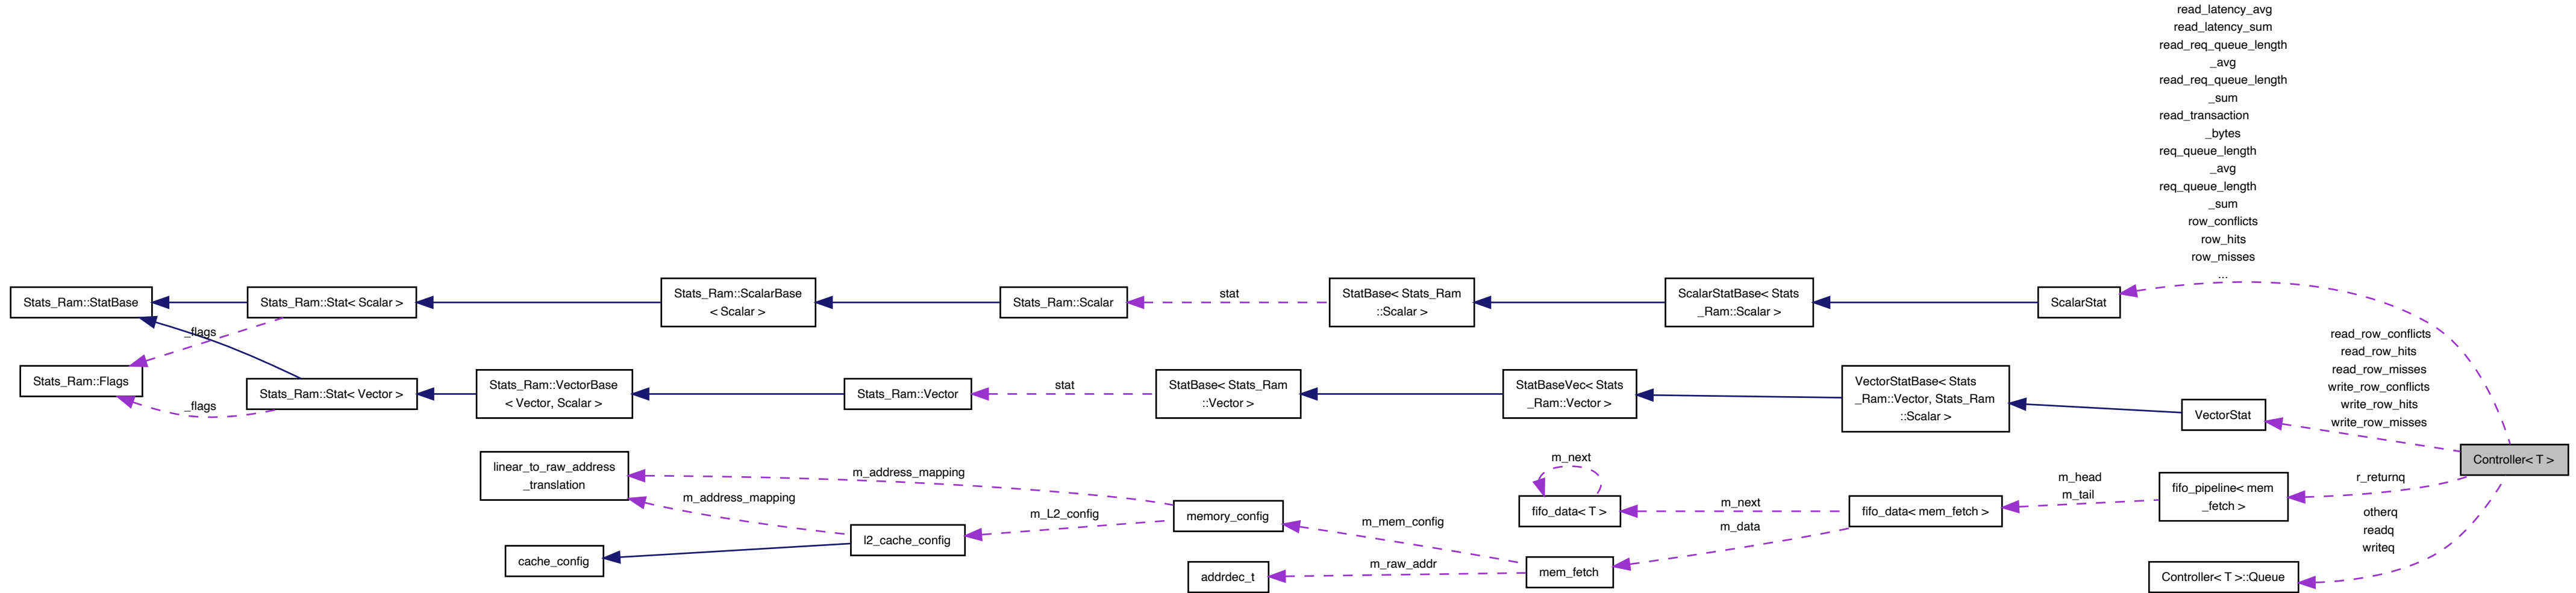 read_latency_avg
read_latency_sum
read_req_queue_length
_avg
read_req_queue_length
_sum
read_transaction
_bytes
req_queue_length
_avg
req_queue_length
_sum
row_conflicts
row_hits
row_misses
...
Stats_Ram::StatBase
Stats_Ram::Stat< Scalar >
Stats_Ram::ScalarBase
< Scalar >
Stats_Ram::Scalar
stat
StatBase< Stats_Ram
::Scalar >
ScalarStatBase< Stats
_Ram::Scalar >
ScalarStat
_flags
Stats_Ram::Flags
Stats_Ram::Stat< Vector >
_flags
Stats_Ram::VectorBase
< Vector, Scalar >
Stats_Ram::Vector
stat
StatBase< Stats_Ram
::Vector >
StatBaseVec< Stats
_Ram::Vector >
VectorStatBase< Stats
_Ram::Vector, Stats_Ram
::Scalar >
VectorStat
read_row_conflicts
read_row_hits
read_row_misses
write_row_conflicts
write_row_hits
write_row_misses
Controller< T >
linear_to_raw_address
_translation
m_address_mapping
m_address_mapping
m_L2_config
memory_config
l2_cache_config
cache_config
m_next
fifo_data< T >
m_next
m_data
m_mem_config
m_raw_addr
addrdec_t
mem_fetch
fifo_data< mem_fetch >
m_head
m_tail
fifo_pipeline< mem
_fetch >
r_returnq
otherq
readq
writeq
Controller< T >::Queue